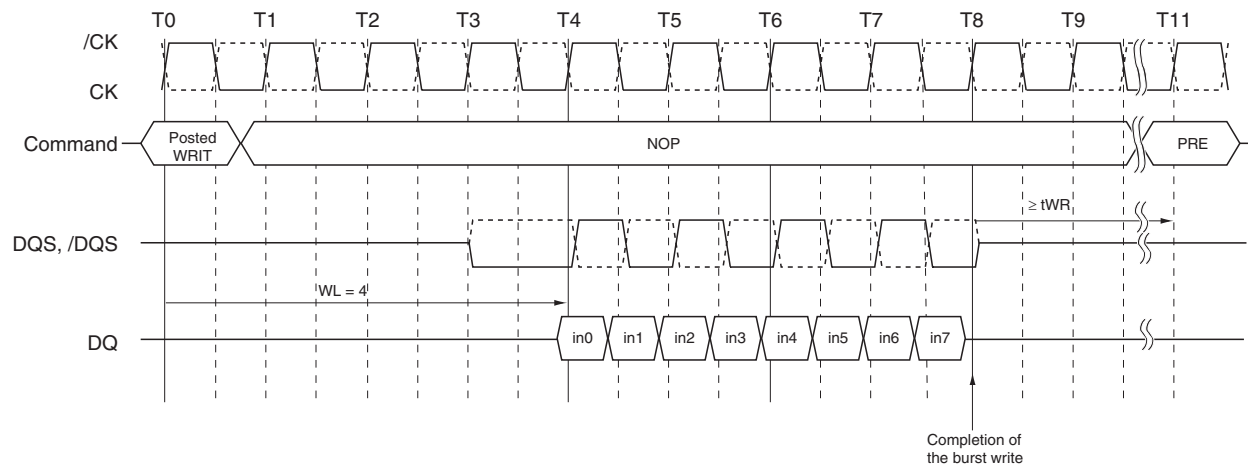 T0 T1 T2 T3 T4 T5 T6 T7 T8 T9 T11
/CK
CK
Command
Posted
WRIT
NOP
PRE
≥ tWR
DQS, /DQS
WL = 4
DQ
in0 in1 in2 in3 in4 in5 in6 in7
Completion of
the burst write